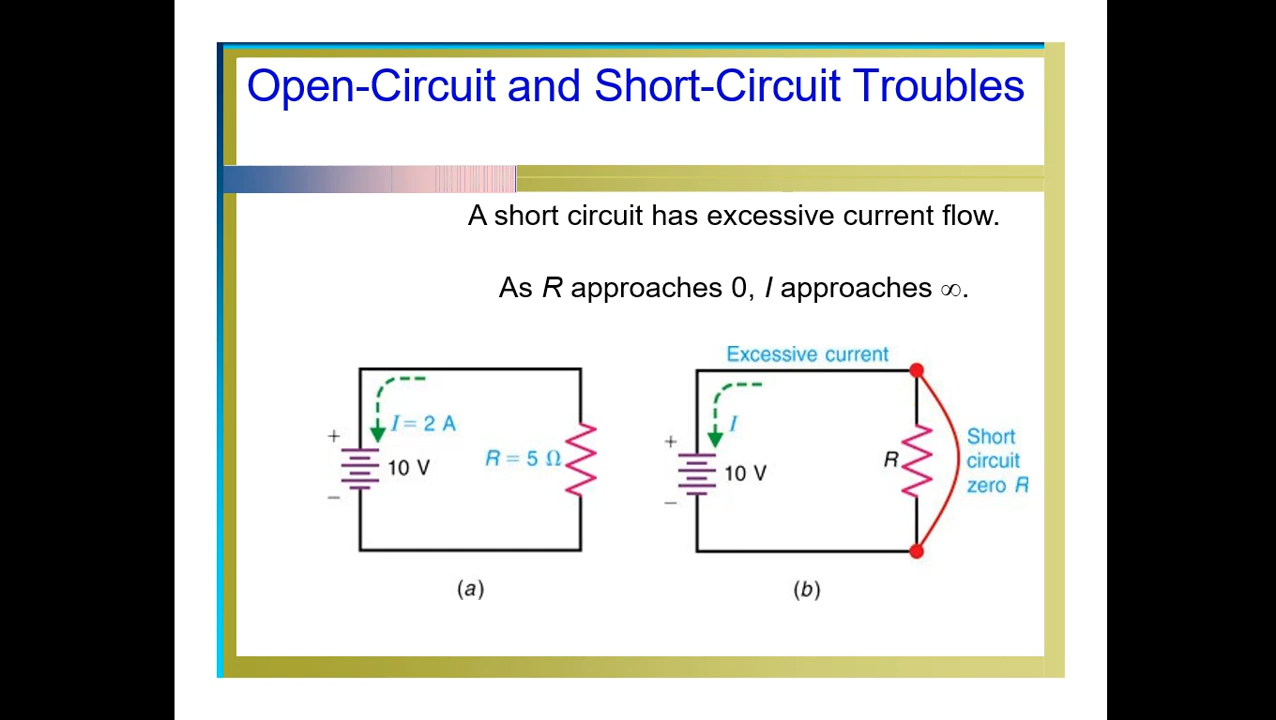 Open-Circuit and Short-Circuit Troubles
A short circuit has excessive current flow.
As R approaches 0, I approaches ∞.
+
I = 2 A
10 V
−
R = 5 Ω
(a)
Excessive current
+
I
10 V
−
R
Short
circuit
zero R
(b)